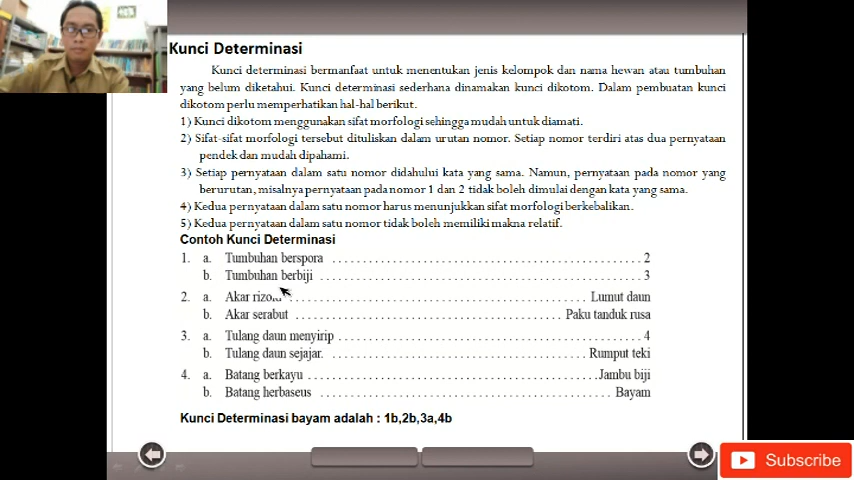 Kunci Determinasi
Kunci determinasi bermanfaat untuk menentukan jenis kelompok dan nama hewan atau tumbuhan
yang belum diketahui. Kunci determinasi sederhana dinamakan kunci dikotom. Dalam pembuatan kunci
dikotom perlu memperhatikan hal-hal berikut.
1) Kunci dikotom menggunakan sifat morfologi sehingga mudah untuk diamati.
2) Sifat-sifat morfologi tersebut dituliskan dalam urutan nomor. Setiap nomor terdiri atas dua pernyataan
pendek dan mudah dipahami.
3) Setiap pernyataan dalam satu nomor didahului kata yang sama. Namun, pernyataan pada nomor yang
berurutan, misalnya pernyataan pada nomor 1 dan 2 tidak boleh dimulai dengan kata yang sama.
4) Kedua pernyataan dalam satu nomor harus menunjukkan sifat morfologi berkebalikan.
5) Kedua pernyataan dalam satu nomor tidak boleh memiliki makna relatif.
Contoh Kunci Determinasi
1. a. Tumbuhan berspora ........ 2
b. Tumbuhan berbiji ........ 3
2. a. Akar ........ Lumut daun
b. Akar serabut ........ Paku tanduk rusa
3. a. Tulang daun menyirip ........ 4
b. Tulang daun sejajar. ........ Rumput teki
4. a. Batang berkayu ........ Jambu biji
b. Batang herbaseus ........ Bayam
Kunci Determinasi bayam adalah : 1b,2b,3a,4b
Subscribe